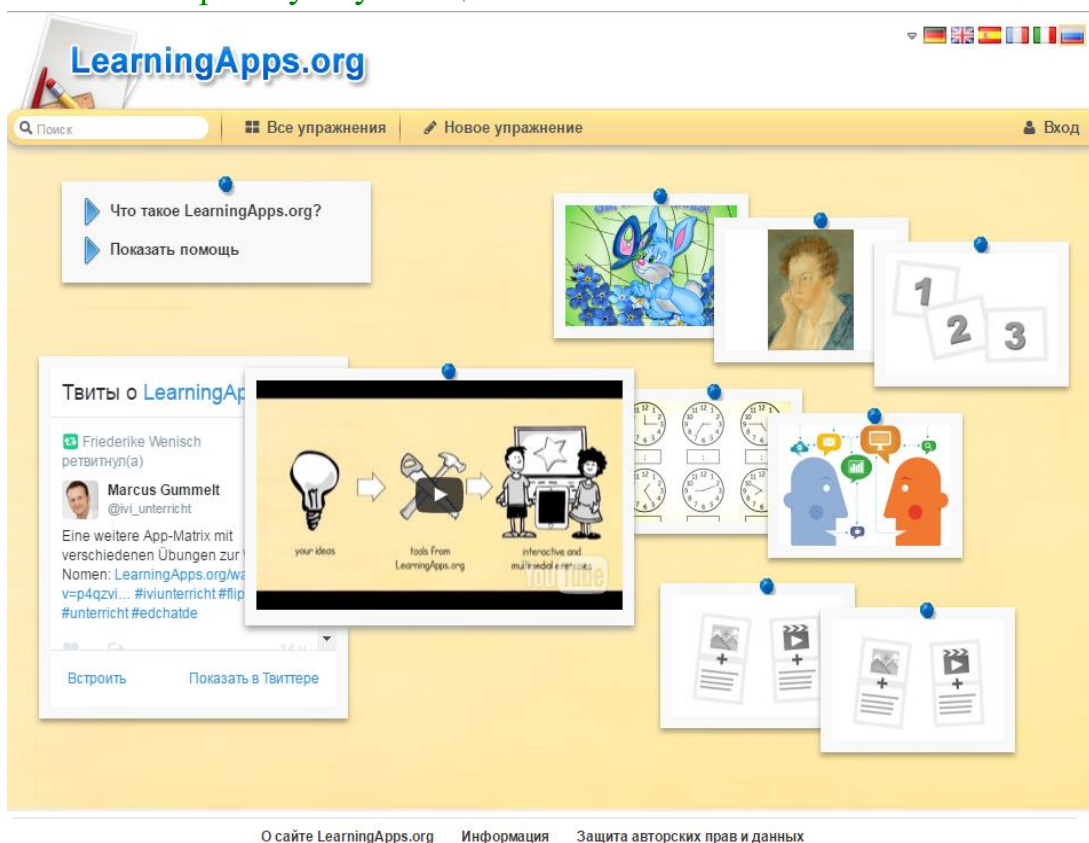 LearningApps.org
Поиск
Все упражнения
Новое упражнение
Вход
Что такое LearningApps.org?
Показать помощь
1
2
3
Твиты о LearningAp
Friederike Wenisch
ретвитнул(а)
Marcus Gummelt
@ivi_unterricht
Eine weitere App-Matrix mit
verschiedenen Übungen zur
Nomen: LearningApps.org/wa
v=p4qzvi... #iviunterricht #flip
#unterricht #edchatde
Встроить
Показать в Твиттере
your ideas
tools from
LearningApps.org
interactive and
multimedial exercises
YouTube
О сайте LearningApps.org
Информация
Защита авторских прав и данных